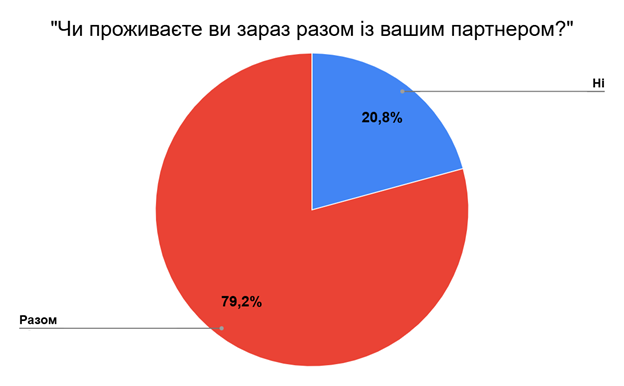 "Чи проживаєте ви зараз разом із вашим партнером?"
Ні
20,8%
79,2%
Разом